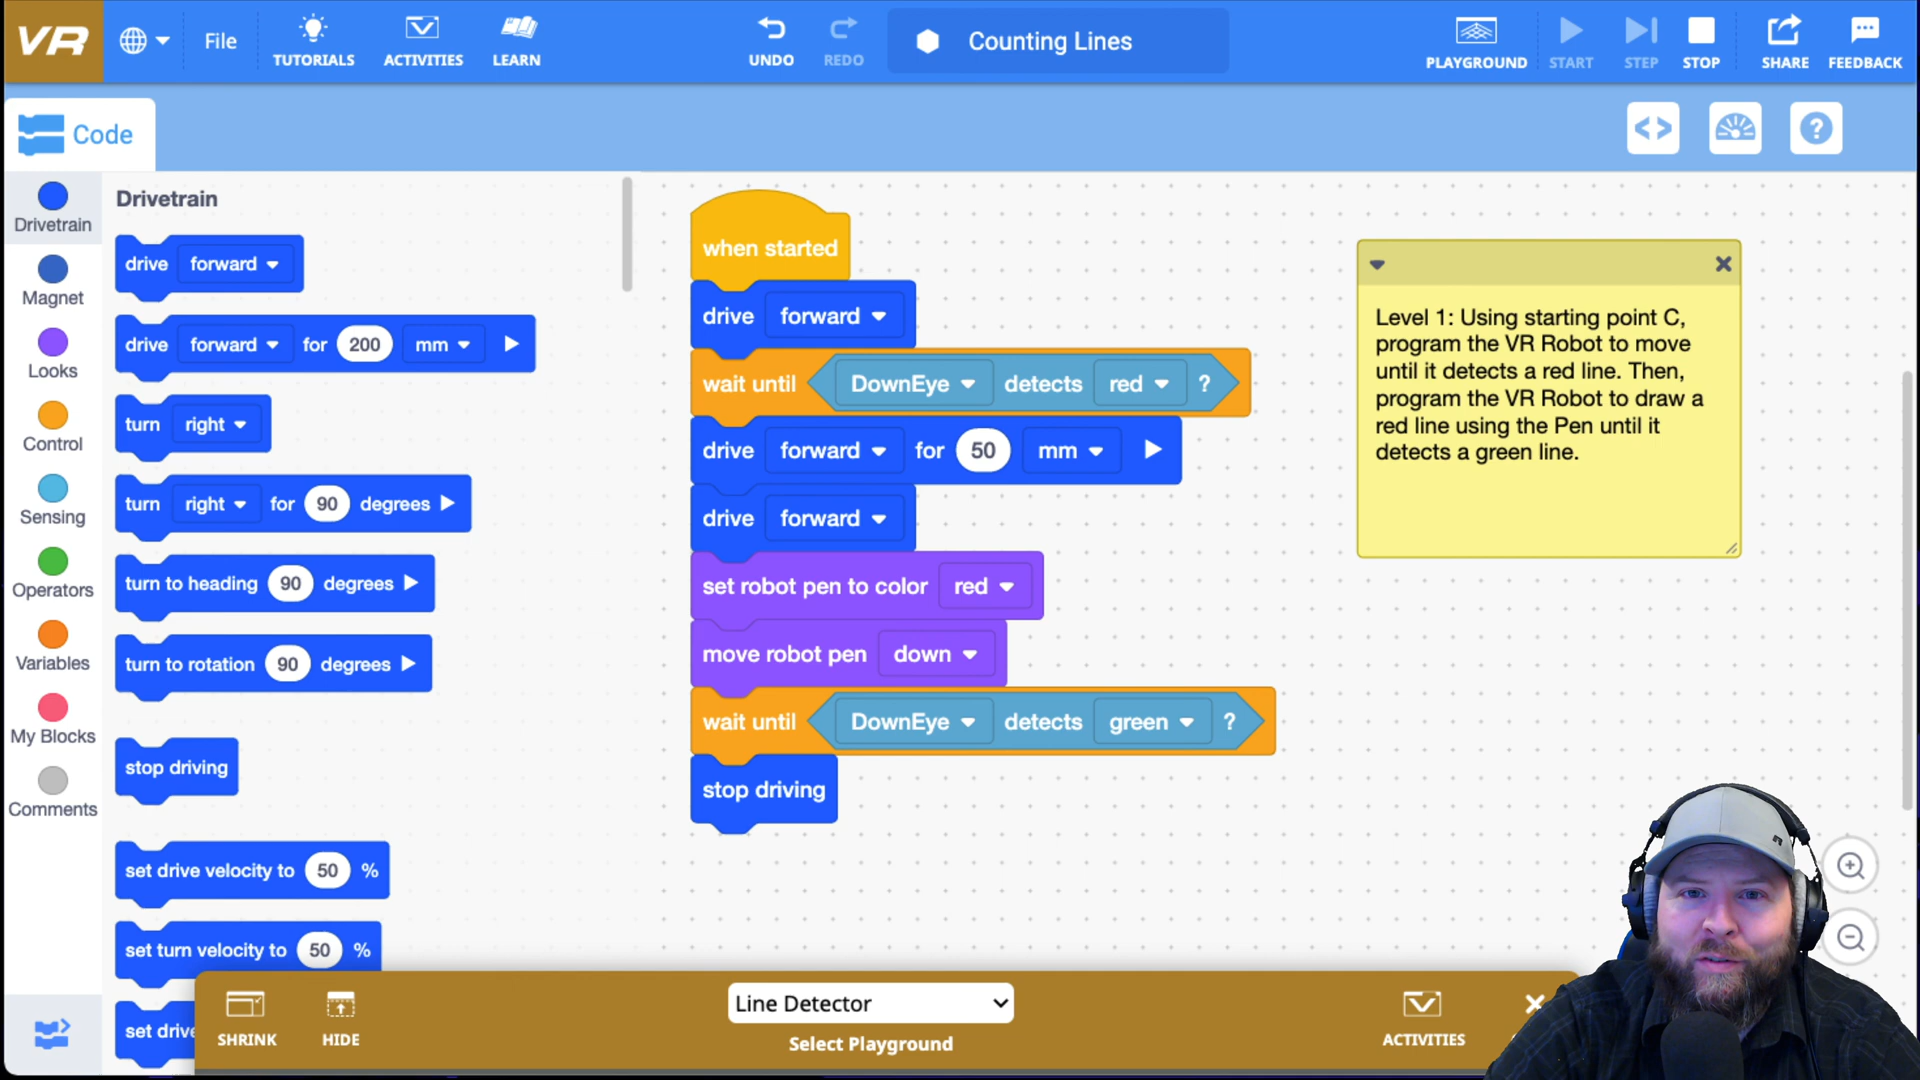 VR
File
TUTORIALS
ACTIVITIES
LEARN
UNDO
REDO
Counting Lines
PLAYGROUND
START
STEP
STOP
SHARE
FEEDBACK
Code
Drivetrain
Magnet
Looks
Control
Sensing
Operators
Variables
My Blocks
Comments
Drivetrain
drive forward
drive forward for 200 mm
turn right
turn right for 90 degrees
turn to heading 90 degrees
turn to rotation 90 degrees
stop driving
set drive velocity to 50 %
set turn velocity to 50 %
set drive
when started
drive forward
wait until DownEye detects red ?
drive forward for 50 mm
drive forward
set robot pen to color red
move robot pen down
wait until DownEye detects green ?
stop driving
Level 1: Using starting point C,
program the VR Robot to move
until it detects a red line. Then,
program the VR Robot to draw a
red line using the Pen until it
detects a green line.
SHRINK
HIDE
Line Detector
Select Playground
ACTIVITIES